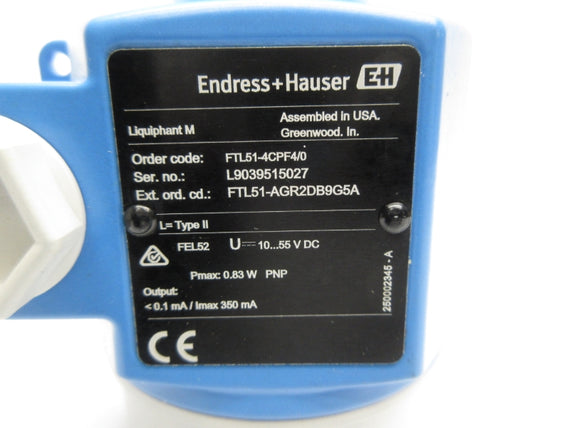 Endress+Hauser EH
Liquiphant M
Assembled in USA.
Greenwood. In.
Order code: FTL51-4CPF4/0
Ser. no.: L9039515027
Ext. ord. cd.: FTL51-AGR2DB9G5A
L= Type II
FEL52 U⎓ 10...55 V DC
Pmax: 0.83 W PNP
Output:
< 0.1 mA / Imax 350 mA
250002345 - A
CE